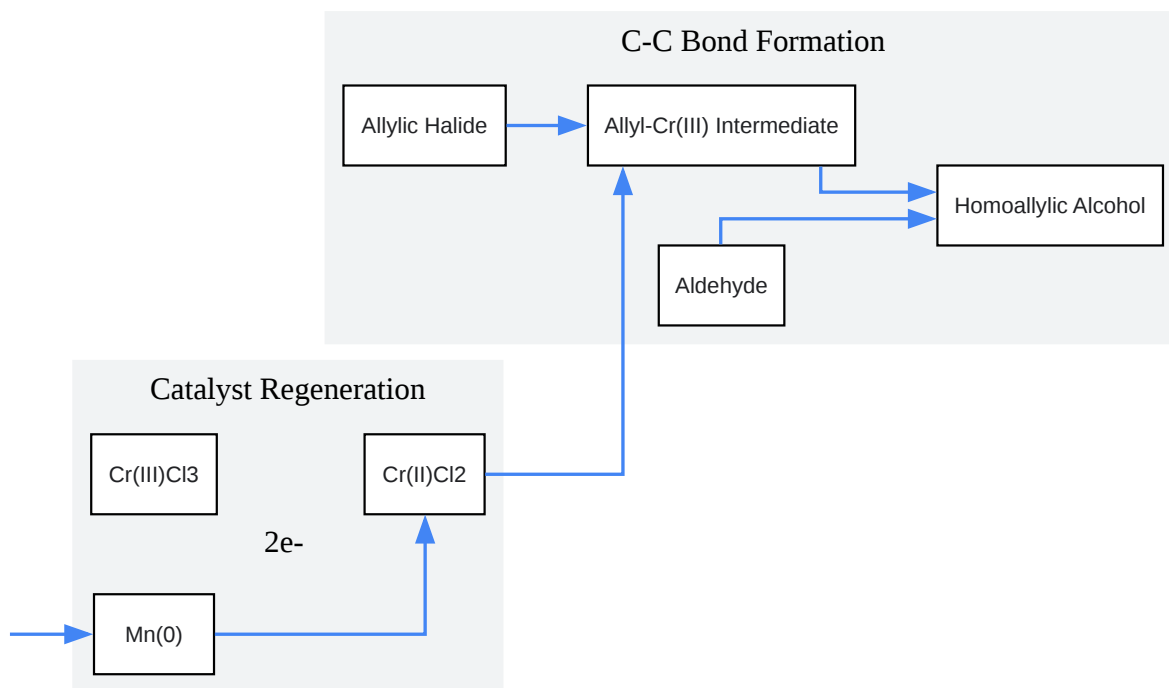 C-C Bond Formation
Allylic Halide
Allyl-Cr(III) Intermediate
Homoallylic Alcohol
Aldehyde
Catalyst Regeneration
Cr(III)Cl3
Cr(II)Cl2
2e-
Mn(0)